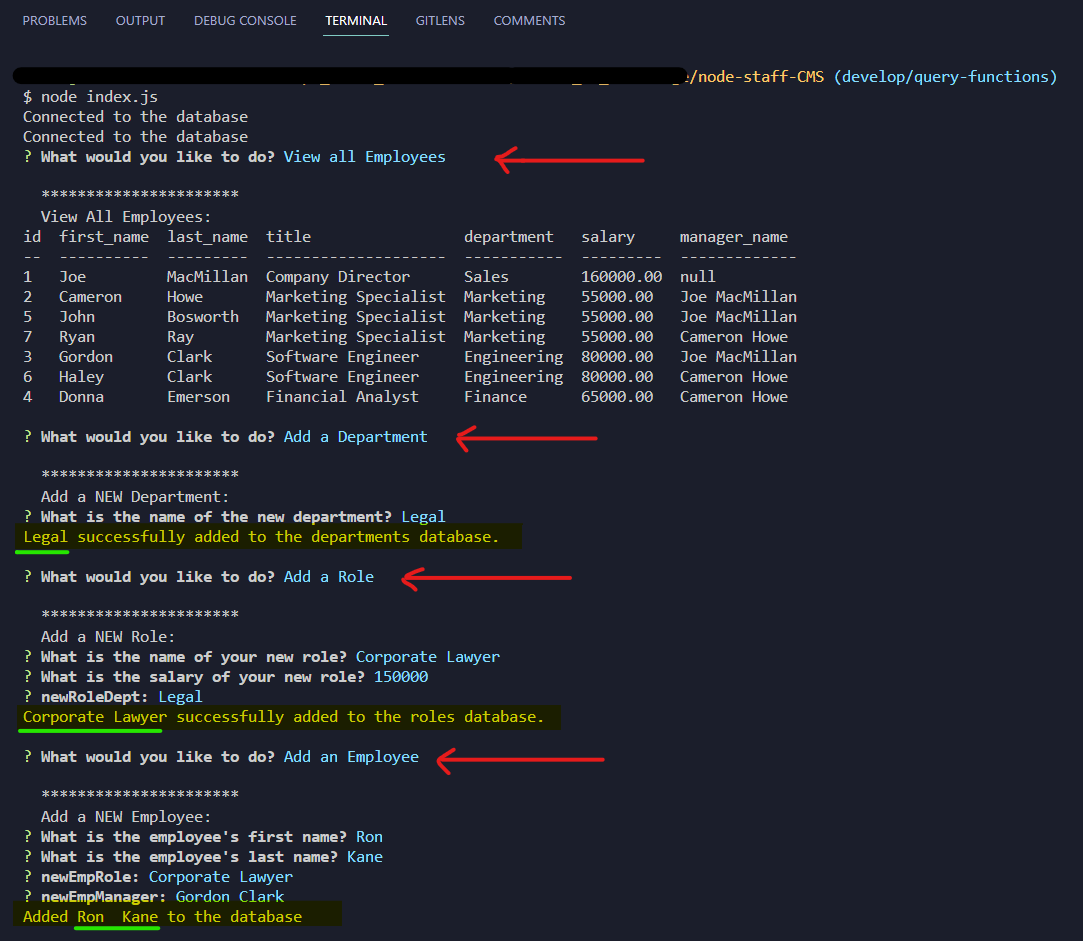 PROBLEMS OUTPUT DEBUG CONSOLE TERMINAL GITLENS COMMENTS
/node-staff-CMS (develop/query-functions)
$ node index.js
Connected to the database
Connected to the database
? What would you like to do? View all Employees
**********************
View All Employees:
id first_name last_name title department salary manager_name
-- ---------- --------- -------------------- ----------- --------- -------------
1 Joe MacMillan Company Director Sales 160000.00 null
2 Cameron Howe Marketing Specialist Marketing 55000.00 Joe MacMillan
5 John Bosworth Marketing Specialist Marketing 55000.00 Joe MacMillan
7 Ryan Ray Marketing Specialist Marketing 55000.00 Cameron Howe
3 Gordon Clark Software Engineer Engineering 80000.00 Joe MacMillan
6 Haley Clark Software Engineer Engineering 80000.00 Cameron Howe
4 Donna Emerson Financial Analyst Finance 65000.00 Cameron Howe
? What would you like to do? Add a Department
**********************
Add a NEW Department:
? What is the name of the new department? Legal
Legal successfully added to the departments database.
? What would you like to do? Add a Role
**********************
Add a NEW Role:
? What is the name of your new role? Corporate Lawyer
? What is the salary of your new role? 150000
? newRoleDept: Legal
Corporate Lawyer successfully added to the roles database.
? What would you like to do? Add an Employee
**********************
Add a NEW Employee:
? What is the employee's first name? Ron
? What is the employee's last name? Kane
? newEmpRole: Corporate Lawyer
? newEmpManager: Gordon Clark
Added Ron  Kane to the database